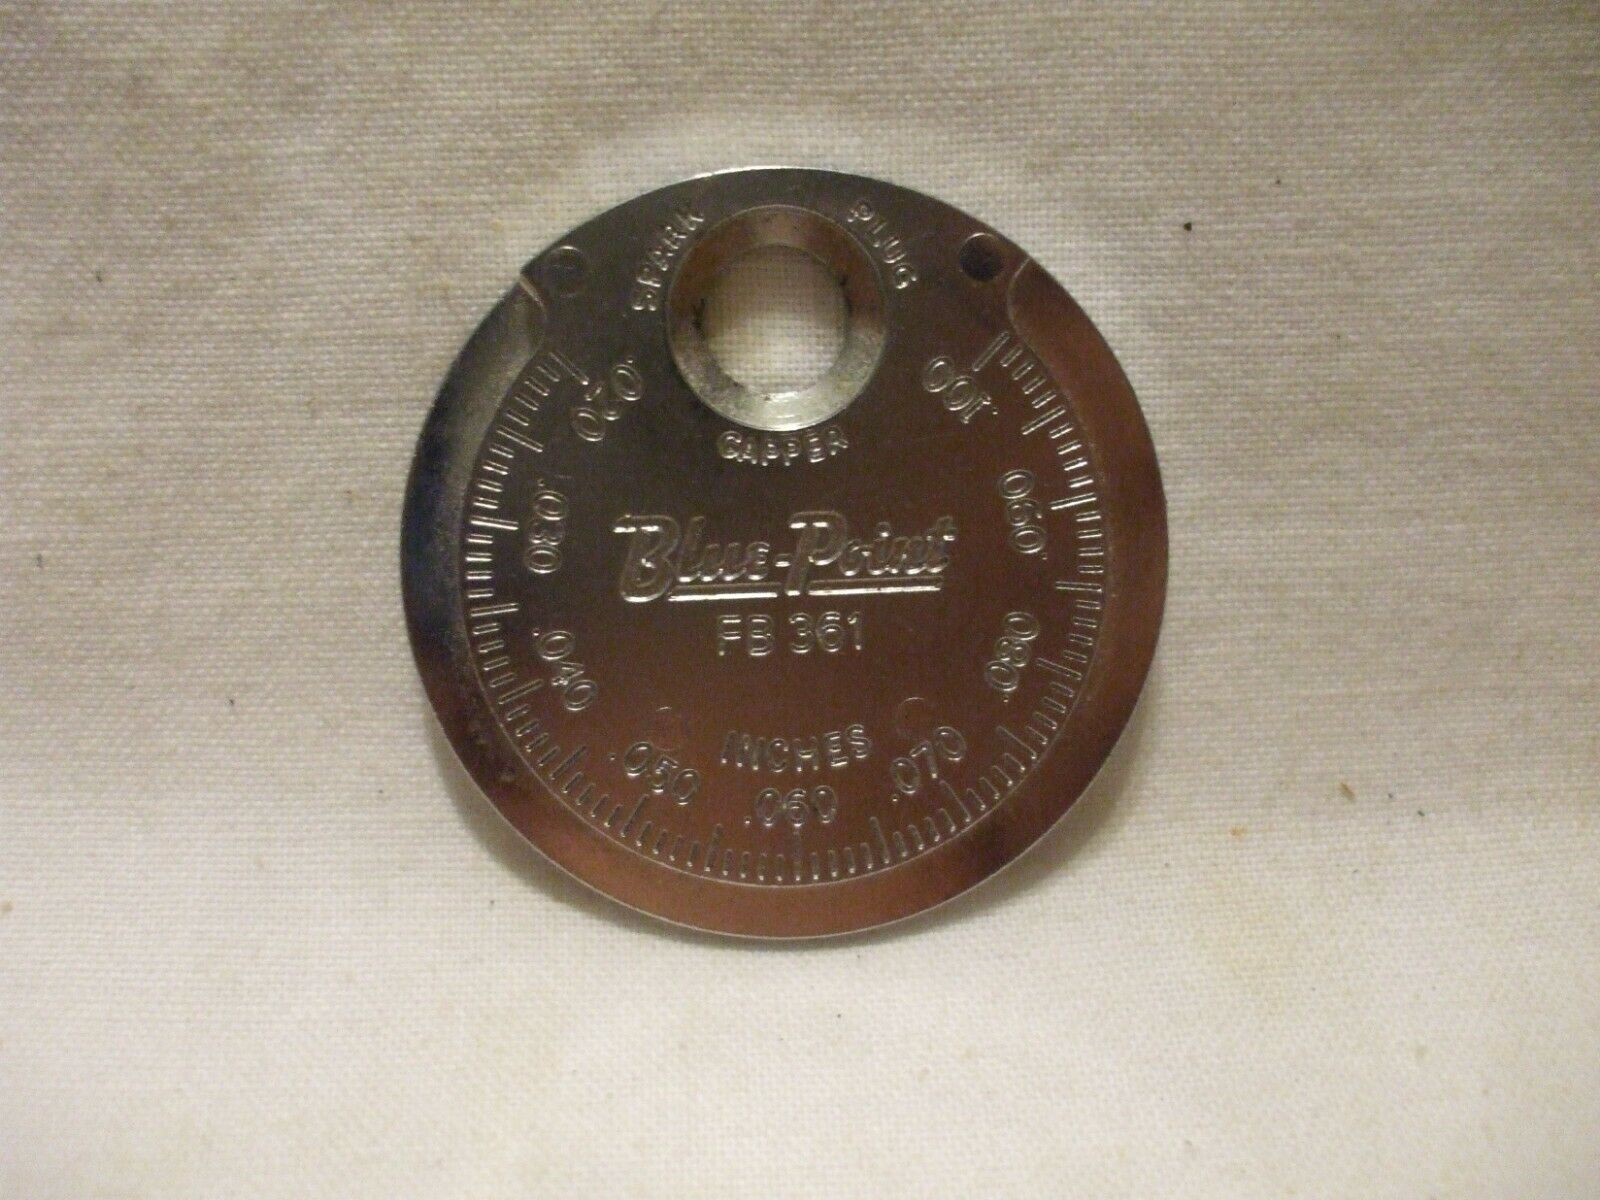 SPARK PLUG
GAPPER
Blue-Point
FB 361
INCHES
.020
.030
.040
.050
.060
.070
.080
.090
.100